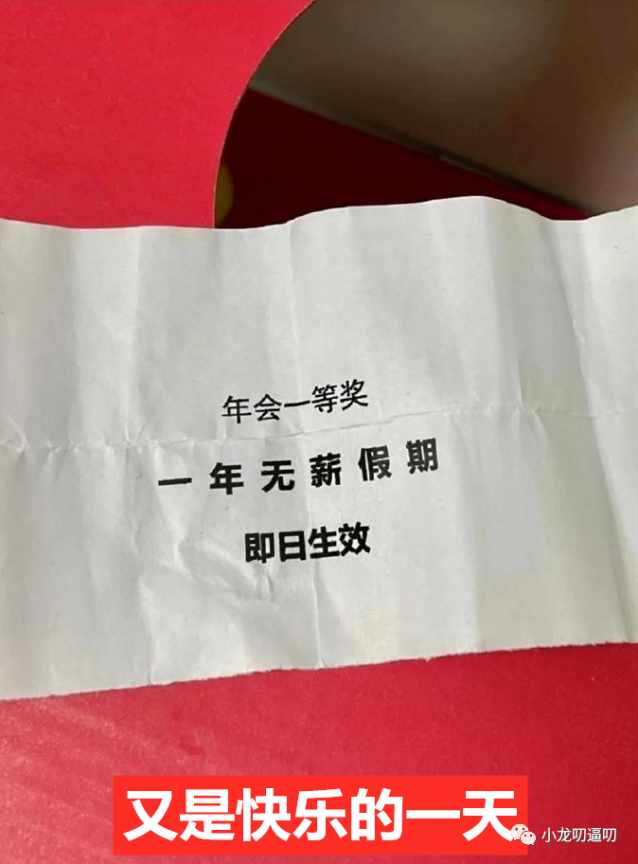 年会一等奖
一年无薪假期
即日生效
又是快乐的一天
小龙叨逼叨